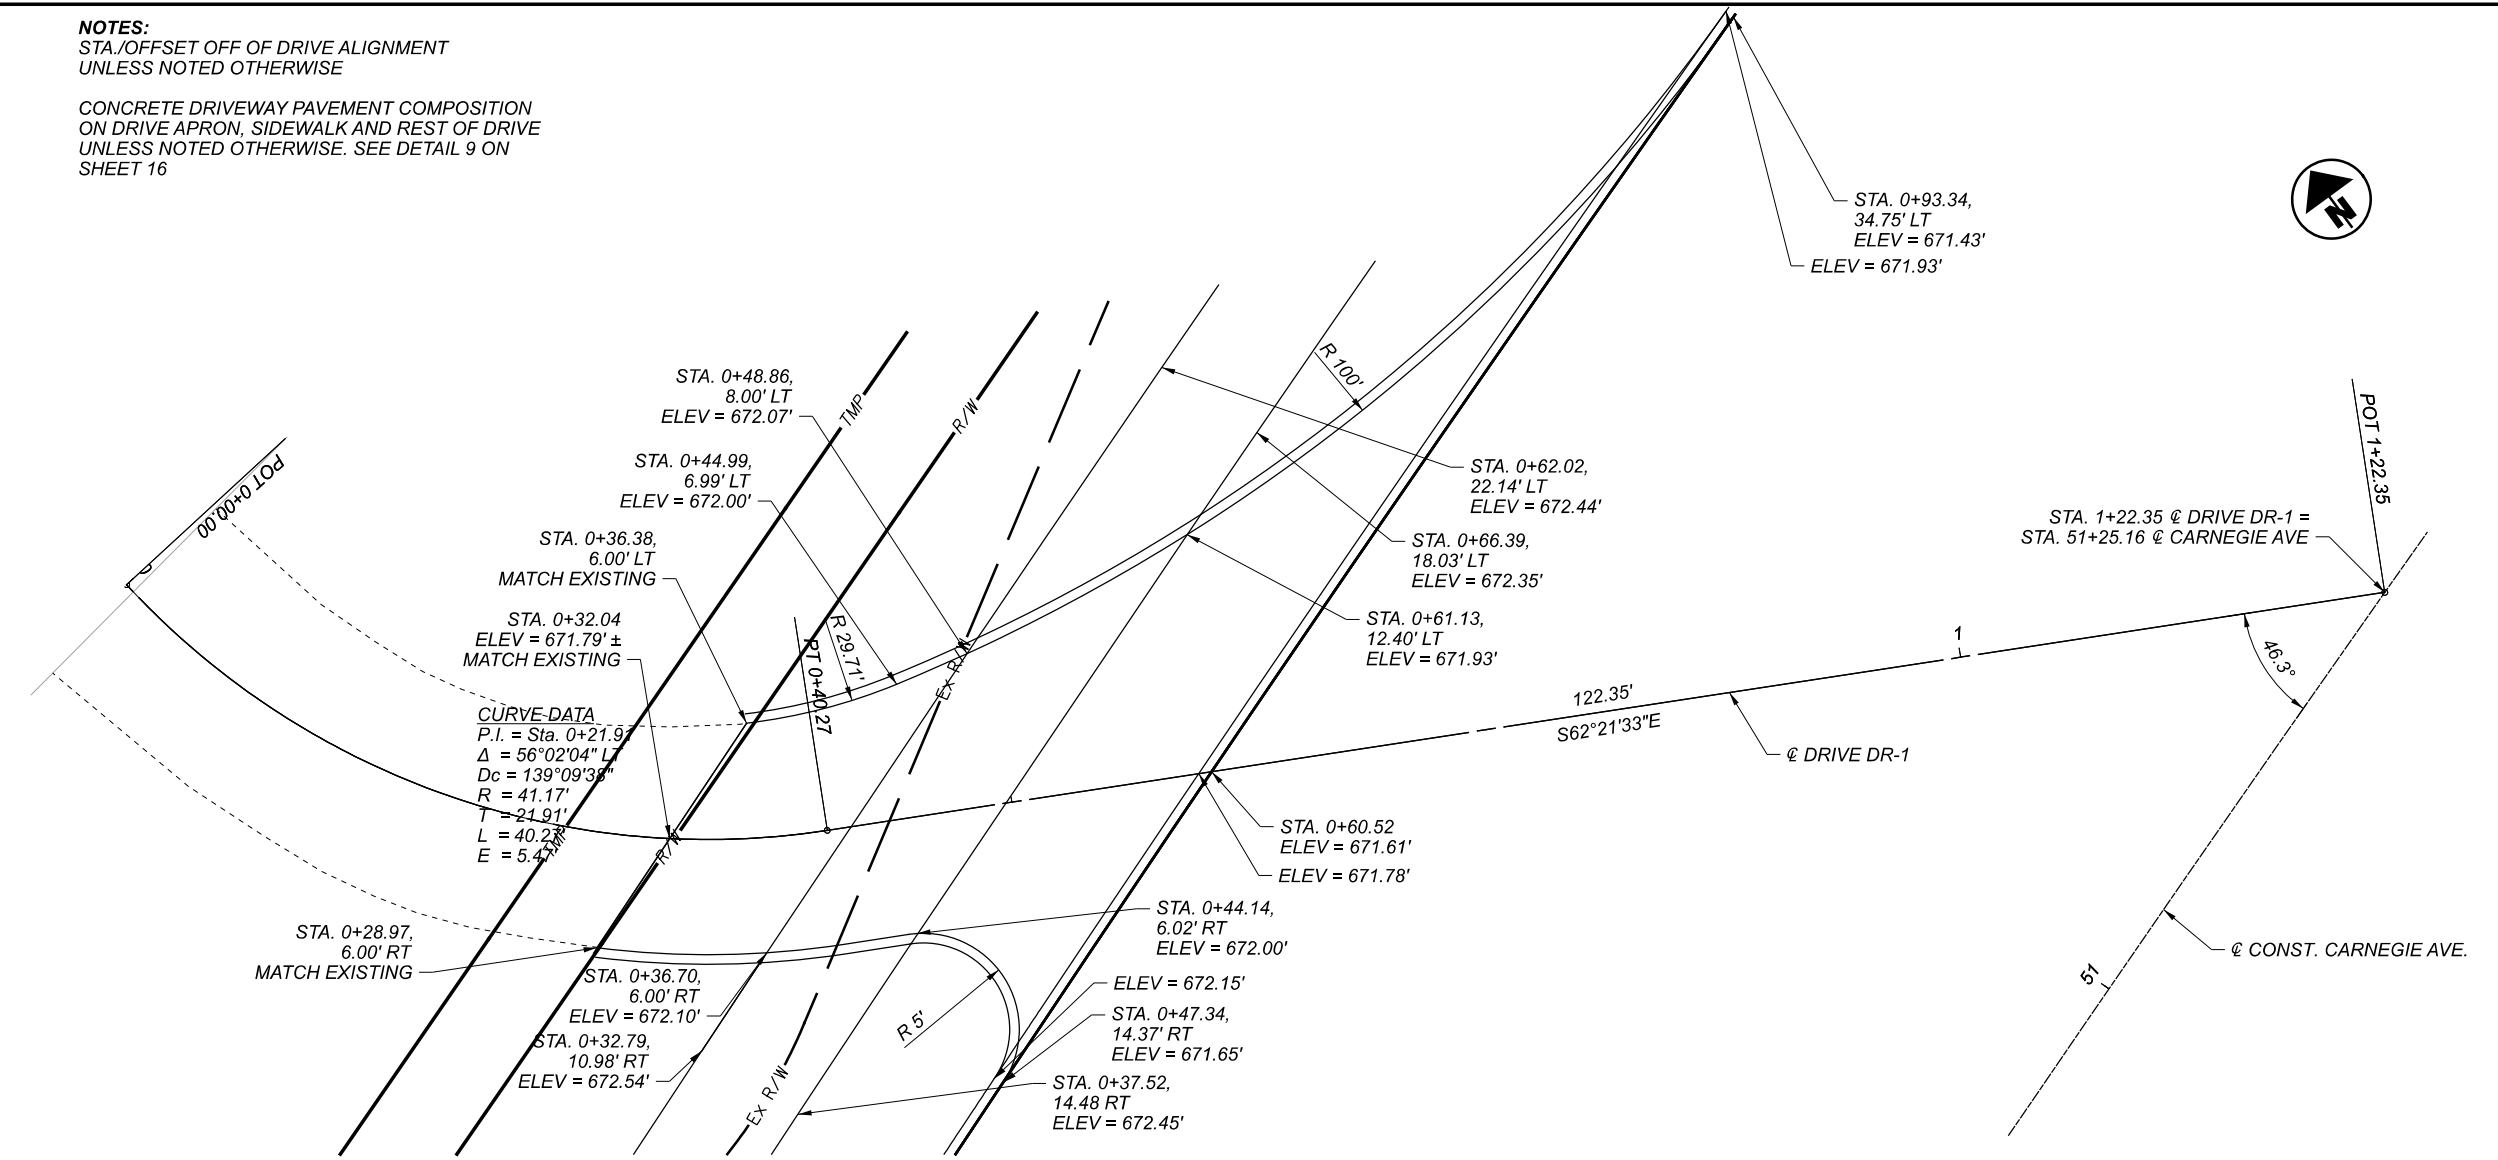 NOTES:
STA./OFFSET OFF OF DRIVE ALIGNMENT
UNLESS NOTED OTHERWISE
CONCRETE DRIVEWAY PAVEMENT COMPOSITION
ON DRIVE APRON, SIDEWALK AND REST OF DRIVE
UNLESS NOTED OTHERWISE. SEE DETAIL 9 ON
SHEET 16
N
STA. 0+93.34,
34.75' LT
ELEV = 671.43'
ELEV = 671.93'
R 100'
TMP
R/W
STA. 0+48.86,
8.00' LT
ELEV = 672.07'
STA. 0+44.99,
6.99' LT
ELEV = 672.00'
STA. 0+36.38,
6.00' LT
MATCH EXISTING
STA. 0+32.04
ELEV = 671.79' ±
MATCH EXISTING
POT 0+00.00
0
STA. 0+62.02,
22.14' LT
ELEV = 672.44'
STA. 0+66.39,
18.03' LT
ELEV = 672.35'
STA. 0+61.13,
12.40' LT
ELEV = 671.93'
POT 1+22.35
STA. 1+22.35 ℄ DRIVE DR-1 =
STA. 51+25.16 ℄ CARNEGIE AVE
R 29.71'
PT 0+40.27
EX R/W
1
46.3°
122.35'
S62°21'33"E
℄ DRIVE DR-1
CURVE DATA
P.I. = Sta. 0+21.91
Δ = 56°02'04" LT
Dc = 139°09'38"
R = 41.17'
T = 21.91'
L = 40.27'
E = 5.47'
TMP
R/W
STA. 0+60.52
ELEV = 671.61'
ELEV = 671.78'
STA. 0+44.14,
6.02' RT
ELEV = 672.00'
STA. 0+28.97,
6.00' RT
MATCH EXISTING
STA. 0+36.70,
6.00' RT
ELEV = 672.10'
STA. 0+32.79,
10.98' RT
ELEV = 672.54'
R 5'
ELEV = 672.15'
STA. 0+47.34,
14.37' RT
ELEV = 671.65'
STA. 0+37.52,
14.48 RT
ELEV = 672.45'
EX R/W
℄ CONST. CARNEGIE AVE.
51